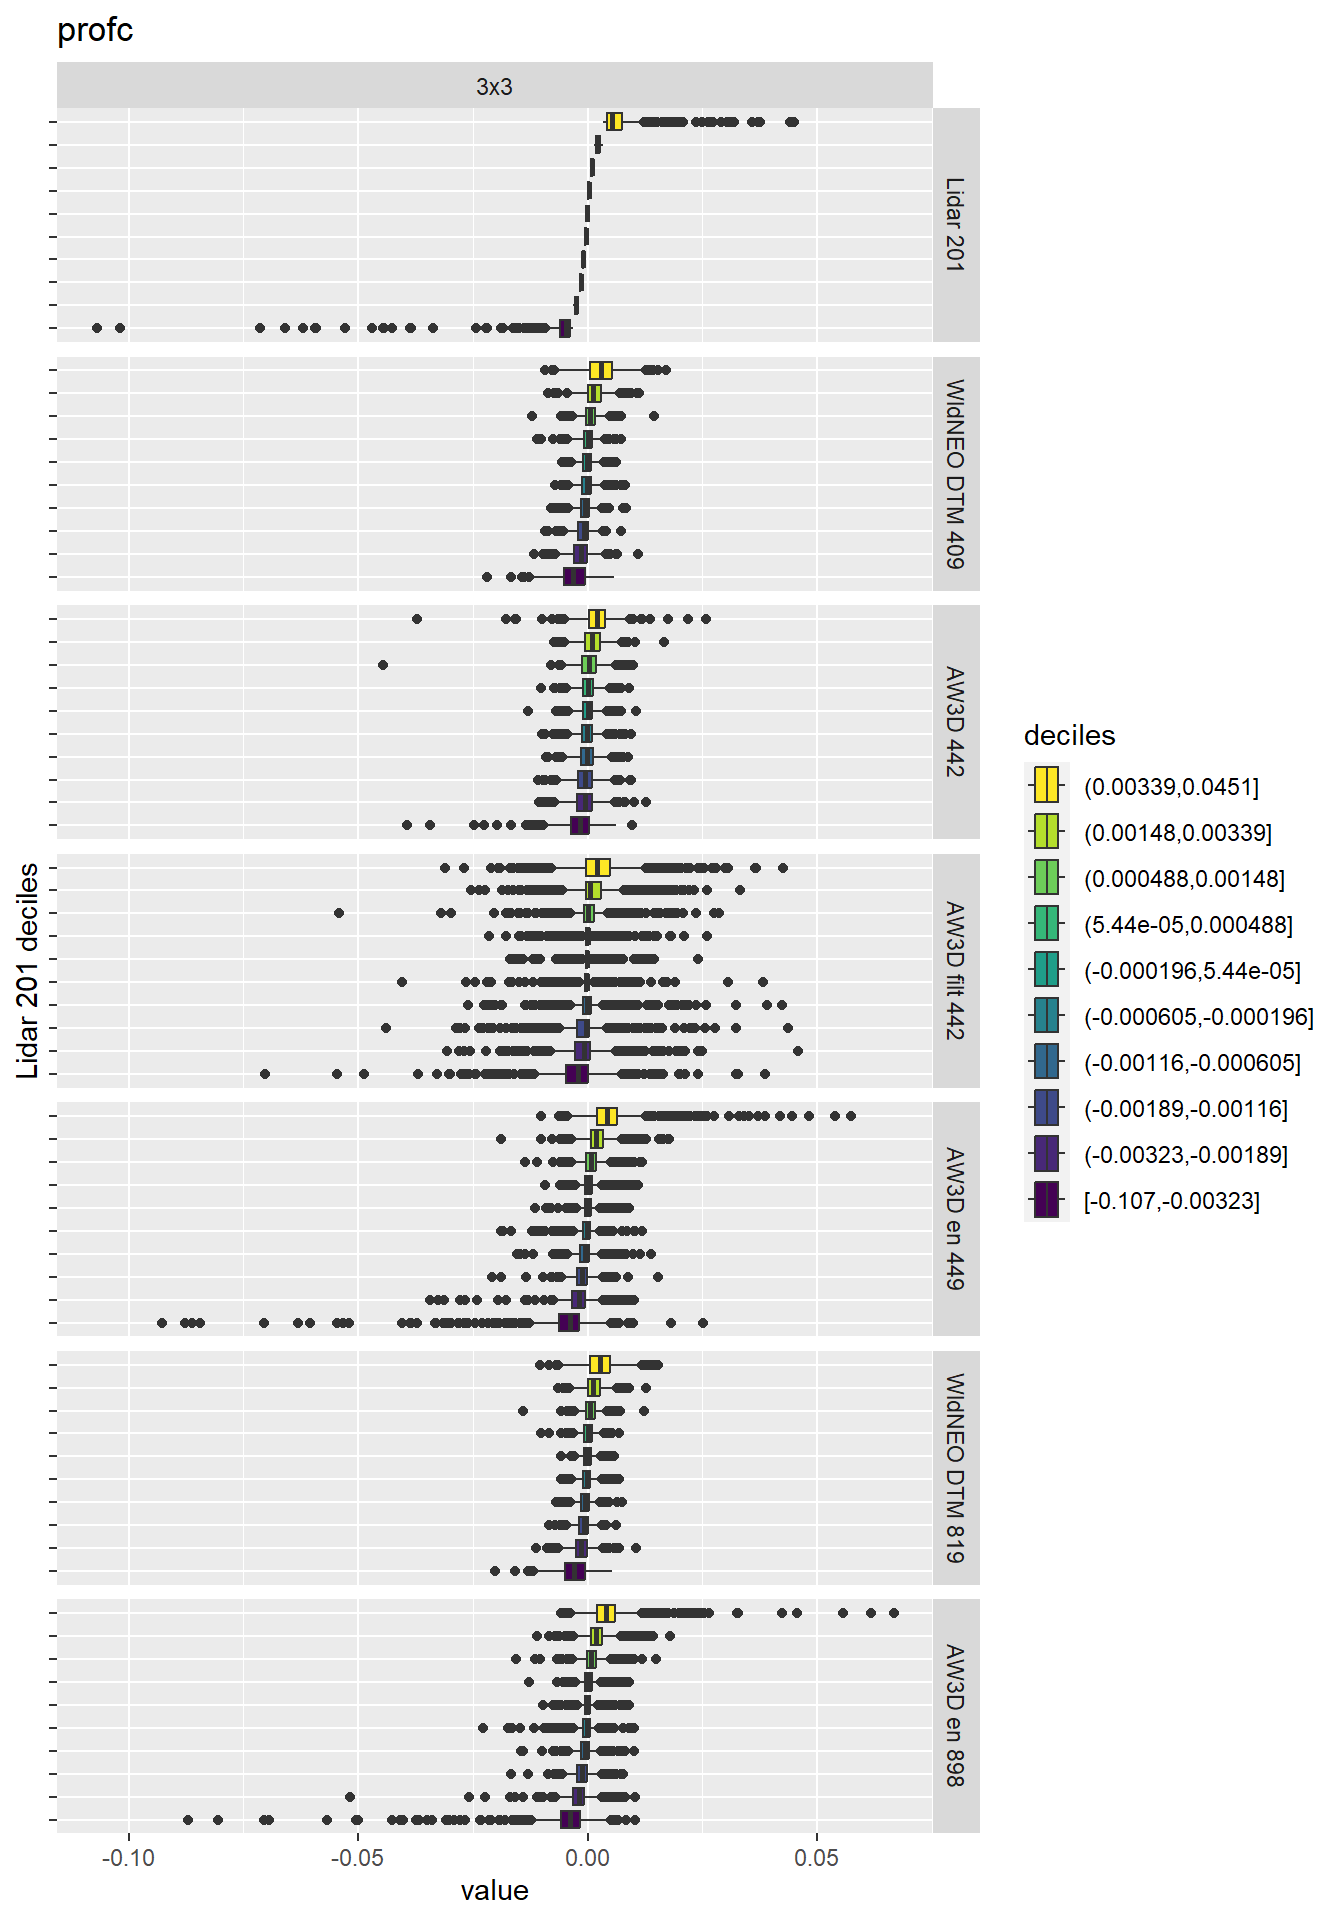 profc
3x3
Lidar 201
WldNEO DTM 409
AW3D 442
AW3D filt 442
AW3D en 449
WldNEO DTM 819
AW3D en 898
Lidar 201 deciles
-0.10
-0.05
0.00
0.05
value
deciles
(0.00339,0.0451]
(0.00148,0.00339]
(0.000488,0.00148]
(5.44e-05,0.000488]
(-0.000196,5.44e-05]
(-0.000605,-0.000196]
(-0.00116,-0.000605]
(-0.00189,-0.00116]
(-0.00323,-0.00189]
[-0.107,-0.00323]